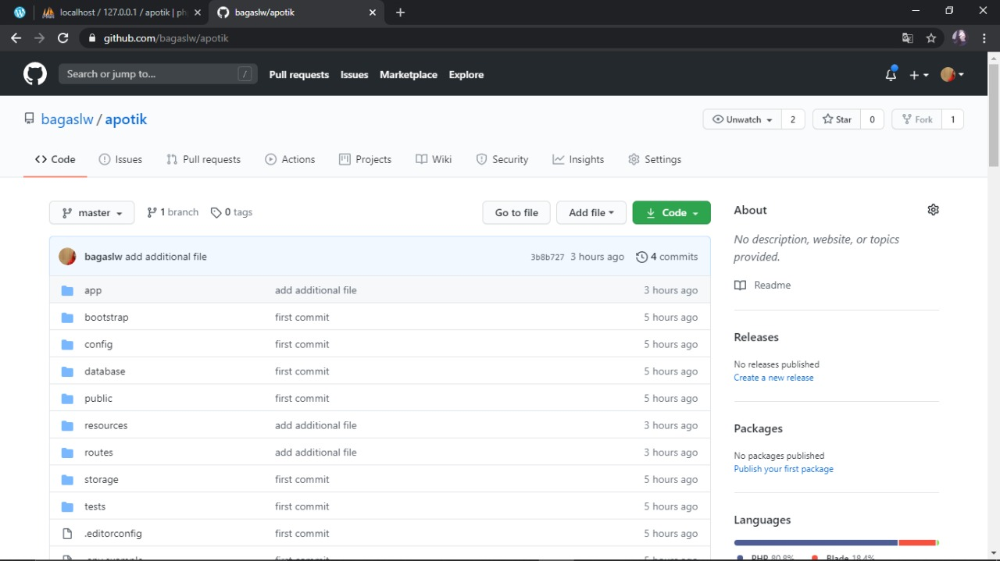 localhost / 127.0.0.1 / apotik | ph
bagaslw/apotik
github.com/bagaslw/apotik
Search or jump to... /
Pull requests Issues Marketplace Explore
bagaslw / apotik
Unwatch 2 Star 0 Fork 1
Code Issues Pull requests Actions Projects Wiki Security Insights Settings
master 1 branch 0 tags Go to file Add file Code
bagaslw add additional file 3b8b727 3 hours ago 4 commits
app add additional file 3 hours ago
bootstrap first commit 5 hours ago
config first commit 5 hours ago
database first commit 5 hours ago
public first commit 5 hours ago
resources add additional file 3 hours ago
routes add additional file 3 hours ago
storage first commit 5 hours ago
tests first commit 5 hours ago
.editorconfig first commit 5 hours ago
.env.example first commit 5 hours ago
About
No description, website, or topics
provided.
Readme
Releases
No releases published
Create a new release
Packages
No packages published
Publish your first package
Languages
PHP 80.8% Blade 18.4%